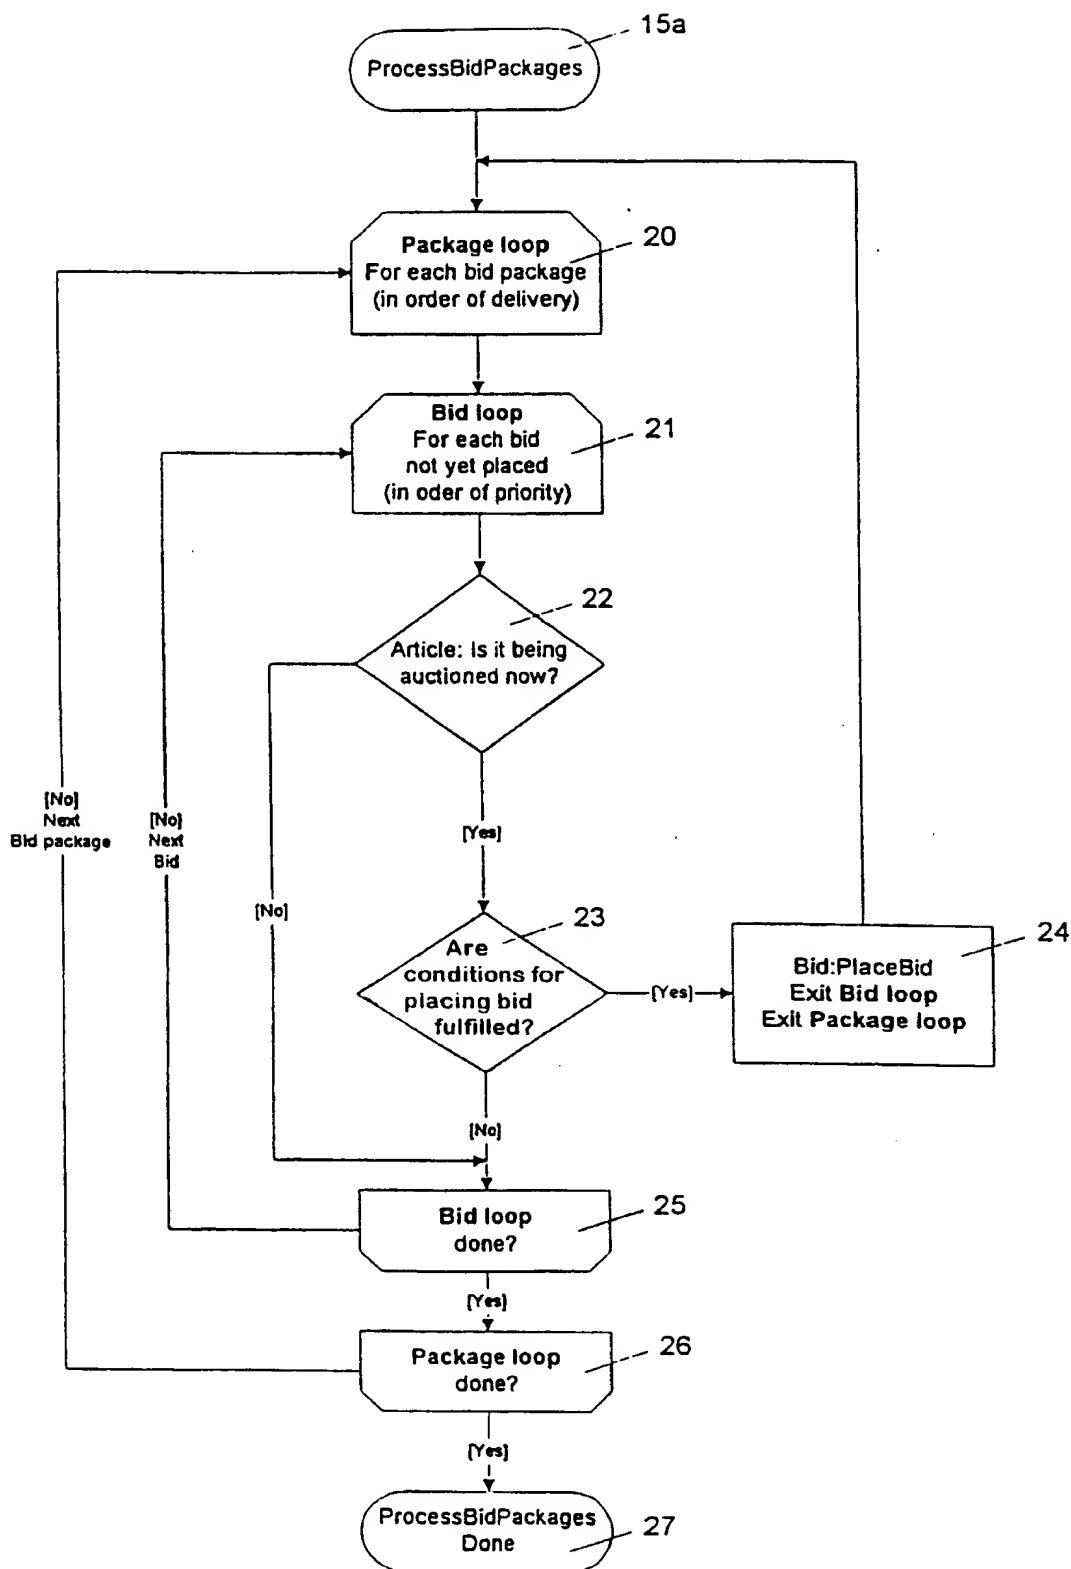 15a
ProcessBidPackages
20
Package loop
For each bid package
(in order of delivery)
21
Bid loop
For each bid
not yet placed
(in oder of priority)
22
Article: Is it being
auctioned now?
[No]
Next
Bid package
[No]
Next
Bid
[Yes]
[No]
23
Are
conditions for
placing bid
fulfilled?
[Yes]
24
Bid:PlaceBid
Exit Bid loop
Exit Package loop
[No]
25
Bid loop
done?
[Yes]
26
Package loop
done?
[Yes]
ProcessBidPackages
Done
27